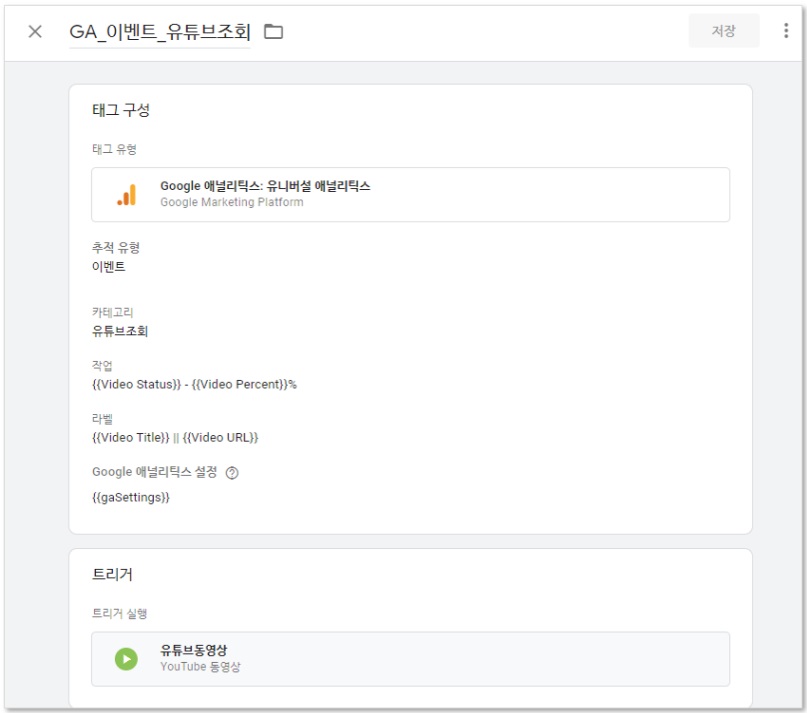 GA_이벤트_유튜브조회
저장
태그 구성
태그 유형
Google 애널리틱스: 유니버설 애널리틱스
Google Marketing Platform
추적 유형
이벤트
카테고리
유튜브조회
작업
{{Video Status}} - {{Video Percent}}%
라벨
{{Video Title}} || {{Video URL}}
Google 애널리틱스 설정
{{gaSettings}}
트리거
트리거 실행
유튜브동영상
YouTube 동영상